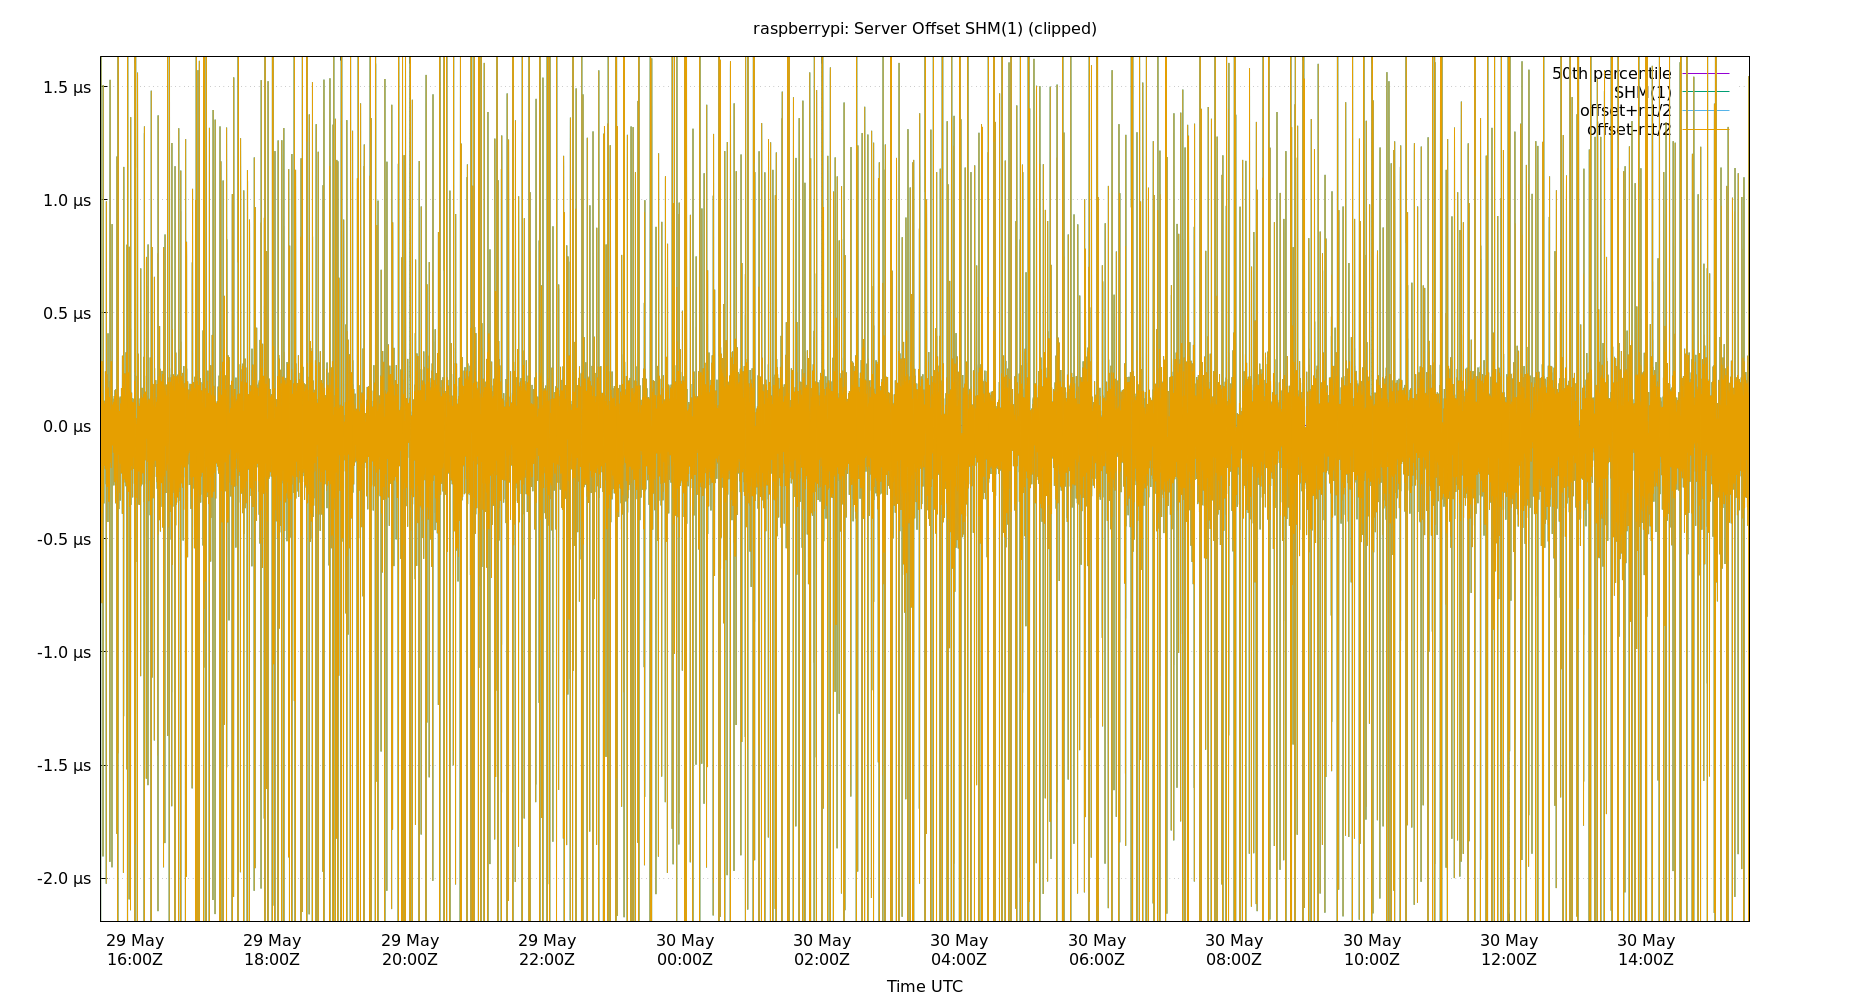 raspberrypi: Server Offset SHM(1) (clipped)
50th percentile
SHM(1)
offset+rtt/2
offset-rtt/2
1.5 µs
1.0 µs
0.5 µs
0.0 µs
-0.5 µs
-1.0 µs
-1.5 µs
-2.0 µs
29 May 29 May 29 May 29 May 30 May 30 May 30 May 30 May 30 May 30 May 30 May 30 May
16:00Z 18:00Z 20:00Z 22:00Z 00:00Z 02:00Z 04:00Z 06:00Z 08:00Z 10:00Z 12:00Z 14:00Z
Time UTC